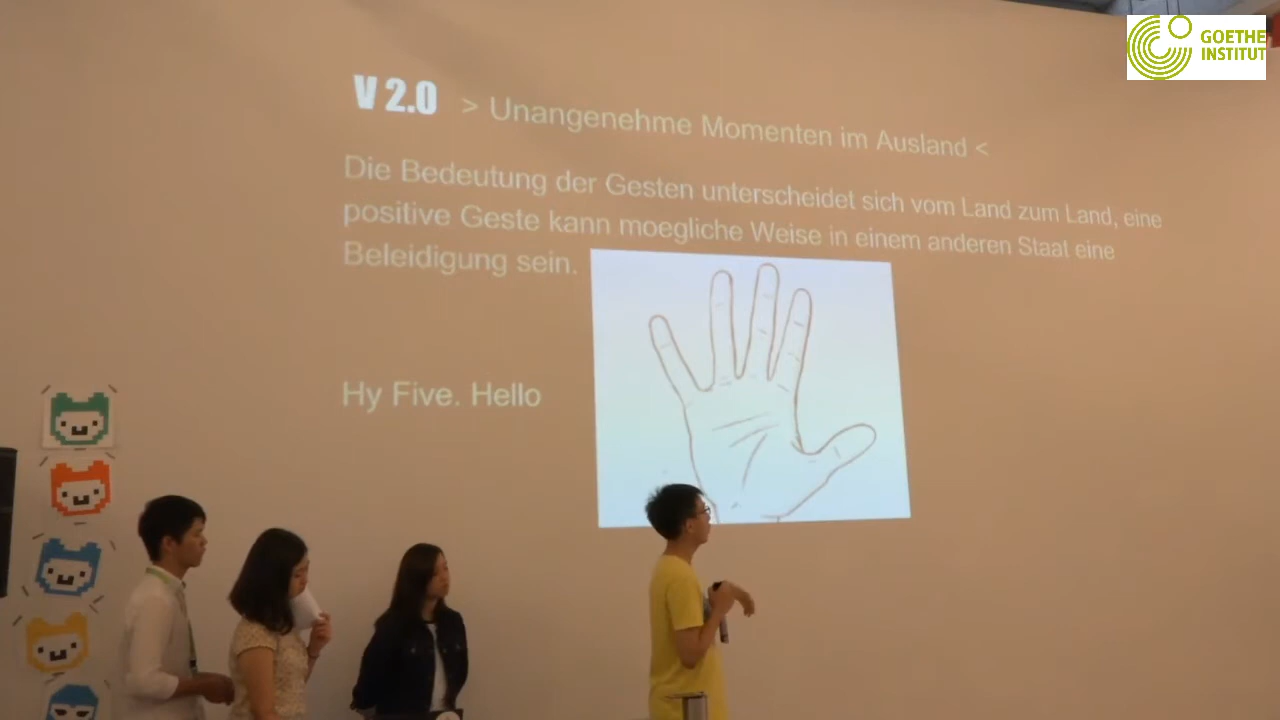 GOETHE
INSTITUT
V 2.0 > Unangenehme Momenten im Ausland <
Die Bedeutung der Gesten unterscheidet sich vom Land zum Land, eine
positive Geste kann moegliche Weise in einem anderen Staat eine
Beleidigung sein.
Hy Five. Hello